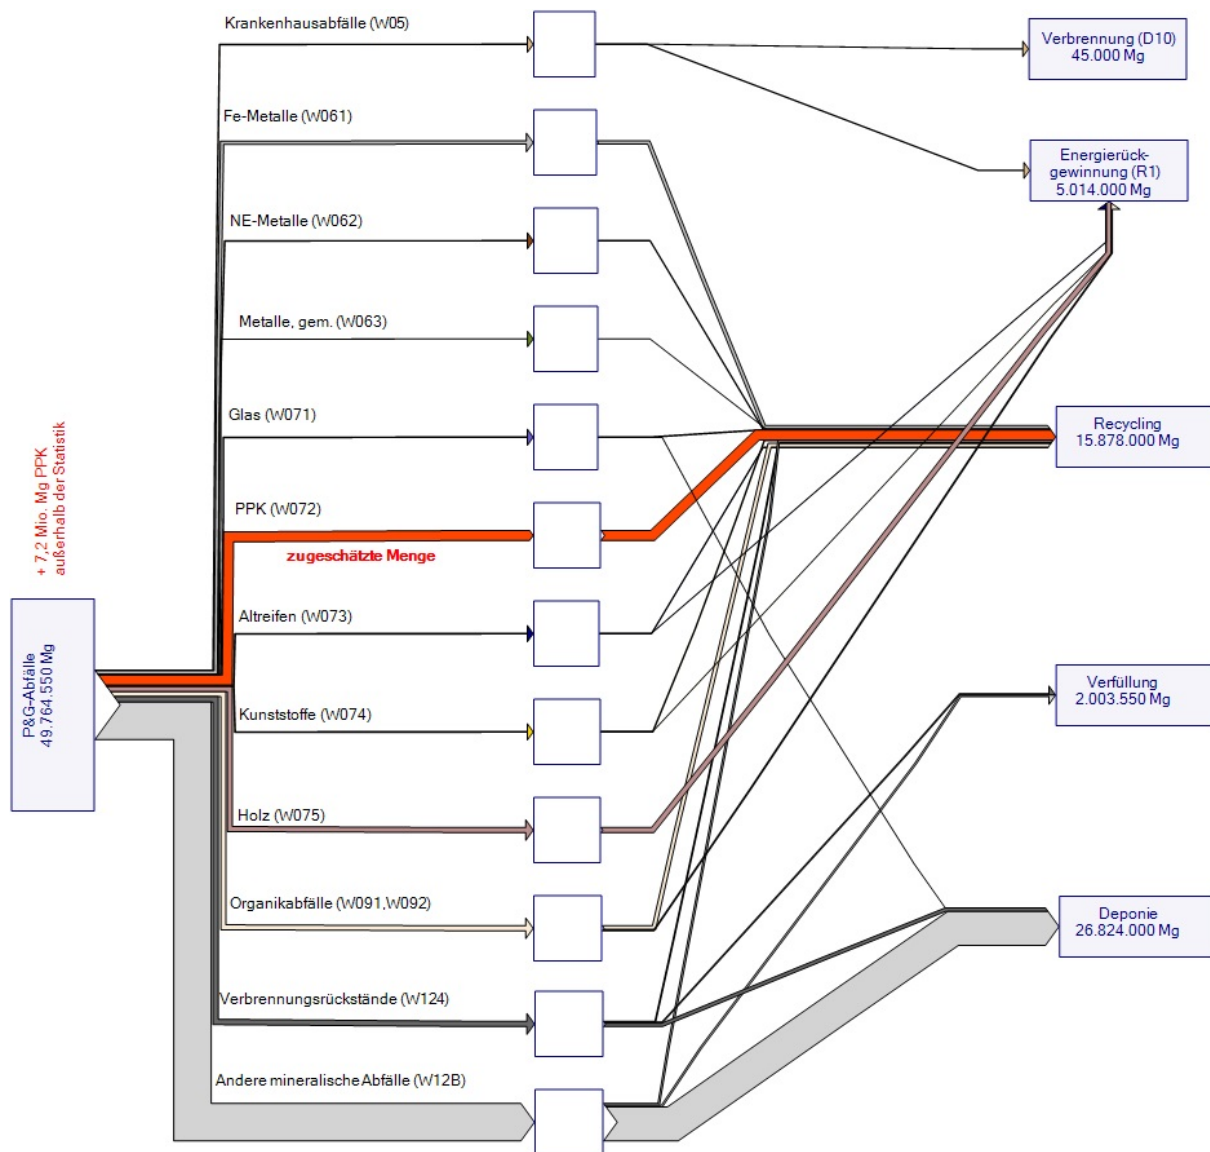 Krankenhausabfälle (W05)
Verbrennung (D10)
45.000 Mg
Fe-Metalle (W061)
Energierück-
gewinnung (R1)
5.014.000 Mg
NE-Metalle (W062)
Metalle, gem. (W063)
Glas (W071)
Recycling
15.878.000 Mg
+ 7,2 Mio. Mg PPK
außerhalb der Statistik
PPK (W072)
zugeschätzte Menge
Altreifen (W073)
P&G-Abfälle
49.764.550 Mg
Verfüllung
2.003.550 Mg
Kunststoffe (W074)
Holz (W075)
Organikabfälle (W091,W092)
Deponie
26.824.000 Mg
Verbrennungsrückstände (W124)
Andere mineralische Abfälle (W12B)